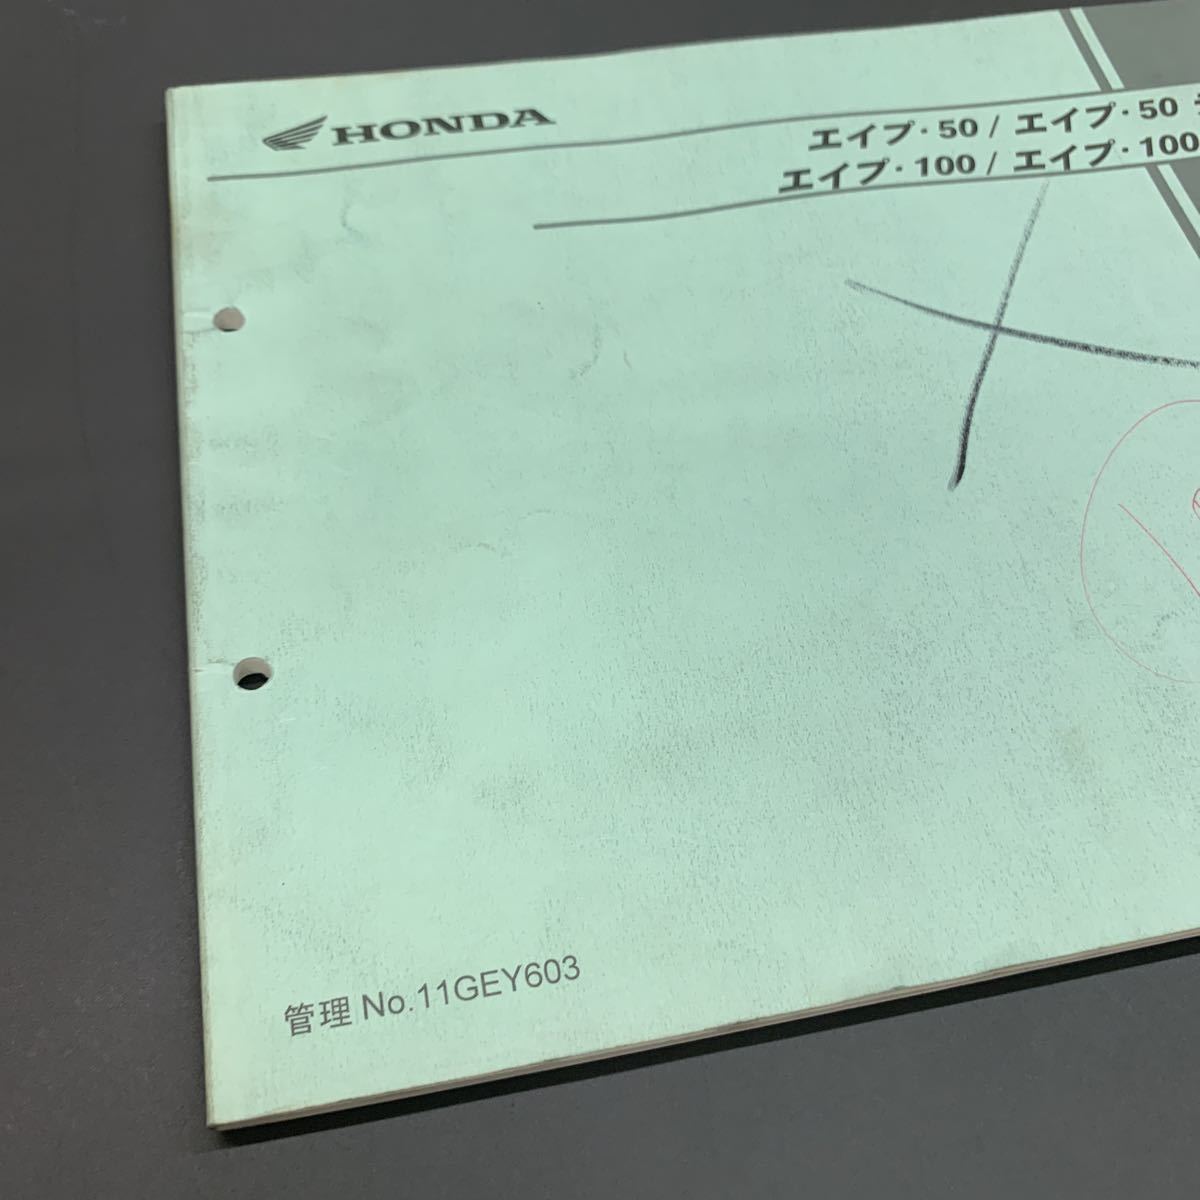 HONDA
エイプ・50 / エイプ・50
エイプ・100 / エイプ・100
管理 No.11GEY603